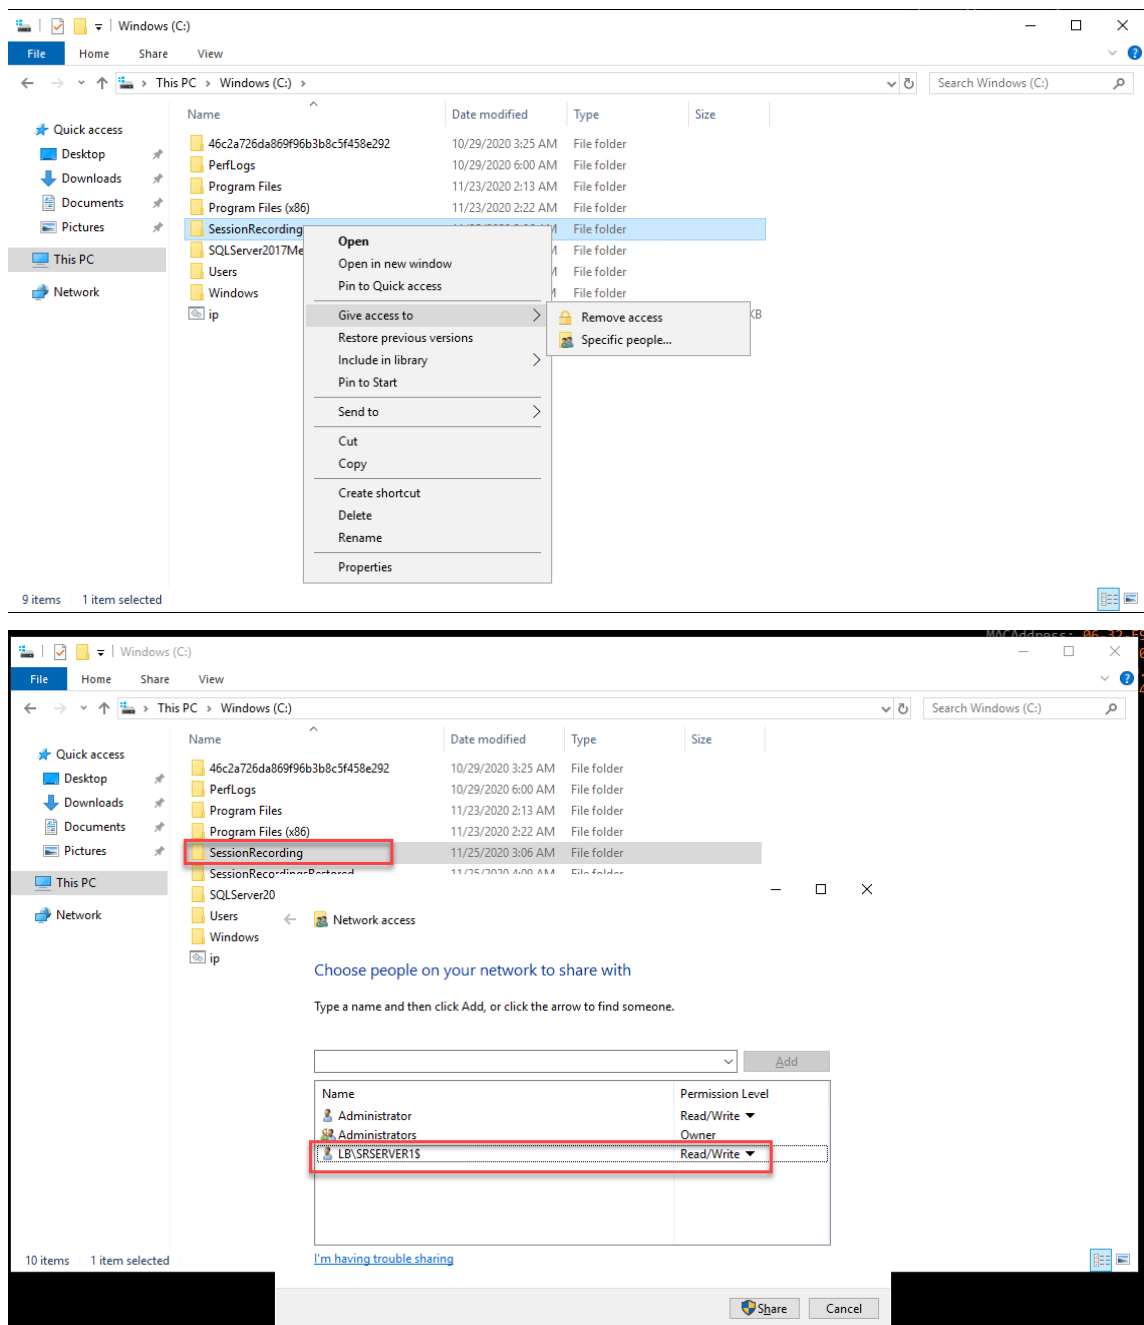 Windows (C:)
File Home Share View
This PC > Windows (C:) > Search Windows (C:)
Name Date modified Type Size
Quick access
Desktop
Downloads
Documents
Pictures
This PC
Network
46c2a726da869f96b3b8c5f458e292 10/29/2020 3:25 AM File folder
PerfLogs 10/29/2020 6:00 AM File folder
Program Files 11/23/2020 2:13 AM File folder
Program Files (x86) 11/23/2020 2:22 AM File folder
SessionRecording File folder
SQLServer2017Me File folder
Users File folder
Windows File folder
ip KB
Open
Open in new window
Pin to Quick access
Give access to
Restore previous versions
Include in library
Pin to Start
Send to
Cut
Copy
Create shortcut
Delete
Rename
Properties
Remove access
Specific people...
9 items 1 item selected
MACAddress:
Windows (C:)
File Home Share View
This PC > Windows (C:) Search Windows (C:)
Name Date modified Type Size
Quick access
Desktop
Downloads
Documents
Pictures
This PC
Network
46c2a726da869f96b3b8c5f458e292 10/29/2020 3:25 AM File folder
PerfLogs 10/29/2020 6:00 AM File folder
Program Files 11/23/2020 2:13 AM File folder
Program Files (x86) 11/23/2020 2:22 AM File folder
SessionRecording 11/25/2020 3:06 AM File folder
SessionRecordingsRestored 11/25/2020 4:09 AM File folder
SQLServer20
Users
Windows
ip
Network access
Choose people on your network to share with
Type a name and then click Add, or click the arrow to find someone.
Add
Name Permission Level
Administrator Read/Write
Administrators Owner
LB\SRSERVER1$ Read/Write
I'm having trouble sharing
10 items 1 item selected
Share Cancel